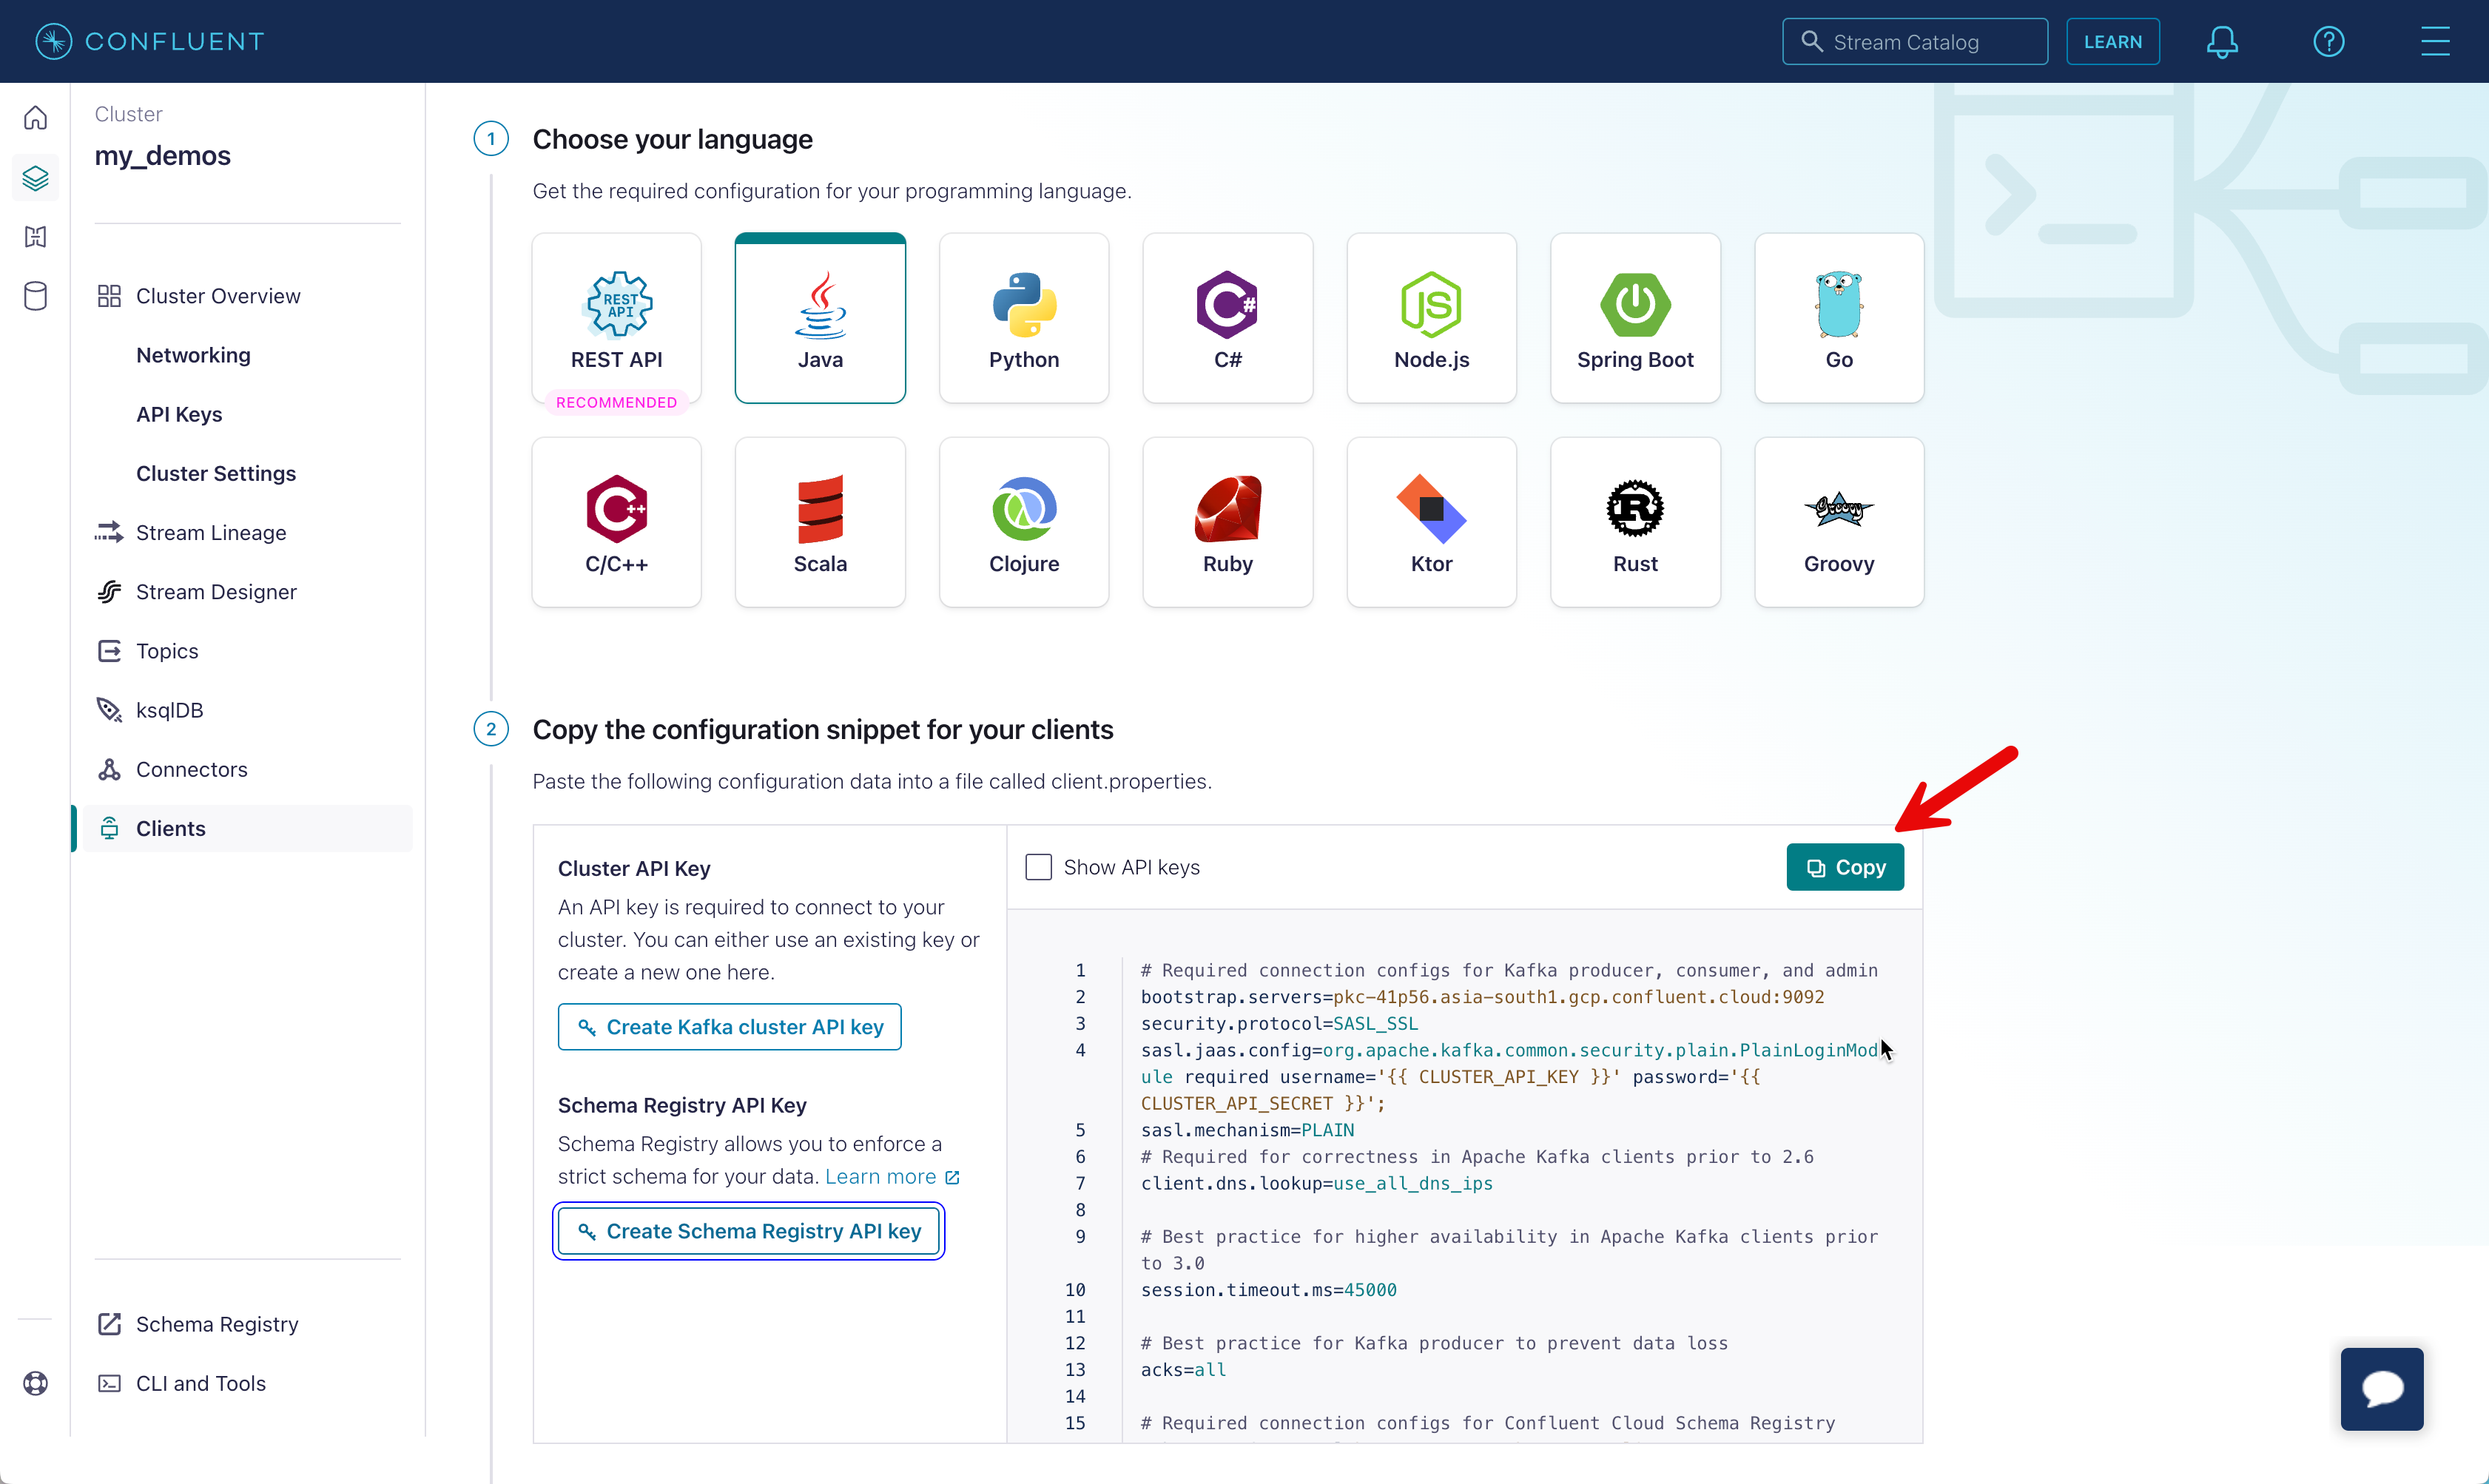 CONFLUENT
Stream Catalog
LEARN
Cluster
my_demos
Cluster Overview
Networking
API Keys
Cluster Settings
Stream Lineage
Stream Designer
Topics
ksqlDB
Connectors
Clients
Schema Registry
CLI and Tools
1
Choose your language
Get the required configuration for your programming language.
REST API
REST API
RECOMMENDED
Java
Python
C#
C#
JS
Node.js
Spring Boot
Go
C++
C/C++
Scala
Clojure
Ruby
Ktor
R
Rust
Groovy
Groovy
2
Copy the configuration snippet for your clients
Paste the following configuration data into a file called client.properties.
Cluster API Key
An API key is required to connect to your
cluster. You can either use an existing key or
create a new one here.
Create Kafka cluster API key
Schema Registry API Key
Schema Registry allows you to enforce a
strict schema for your data. Learn more
Create Schema Registry API key
Show API keys
Copy
1 # Required connection configs for Kafka producer, consumer, and admin
2 bootstrap.servers=pkc-41p56.asia-south1.gcp.confluent.cloud:9092
3 security.protocol=SASL_SSL
4 sasl.jaas.config=org.apache.kafka.common.security.plain.PlainLoginMod
ule required username='{{ CLUSTER_API_KEY }}' password='{{
CLUSTER_API_SECRET }}';
5 sasl.mechanism=PLAIN
6 # Required for correctness in Apache Kafka clients prior to 2.6
7 client.dns.lookup=use_all_dns_ips
8
9 # Best practice for higher availability in Apache Kafka clients prior
to 3.0
10 session.timeout.ms=45000
11
12 # Best practice for Kafka producer to prevent data loss
13 acks=all
14
15 # Required connection configs for Confluent Cloud Schema Registry